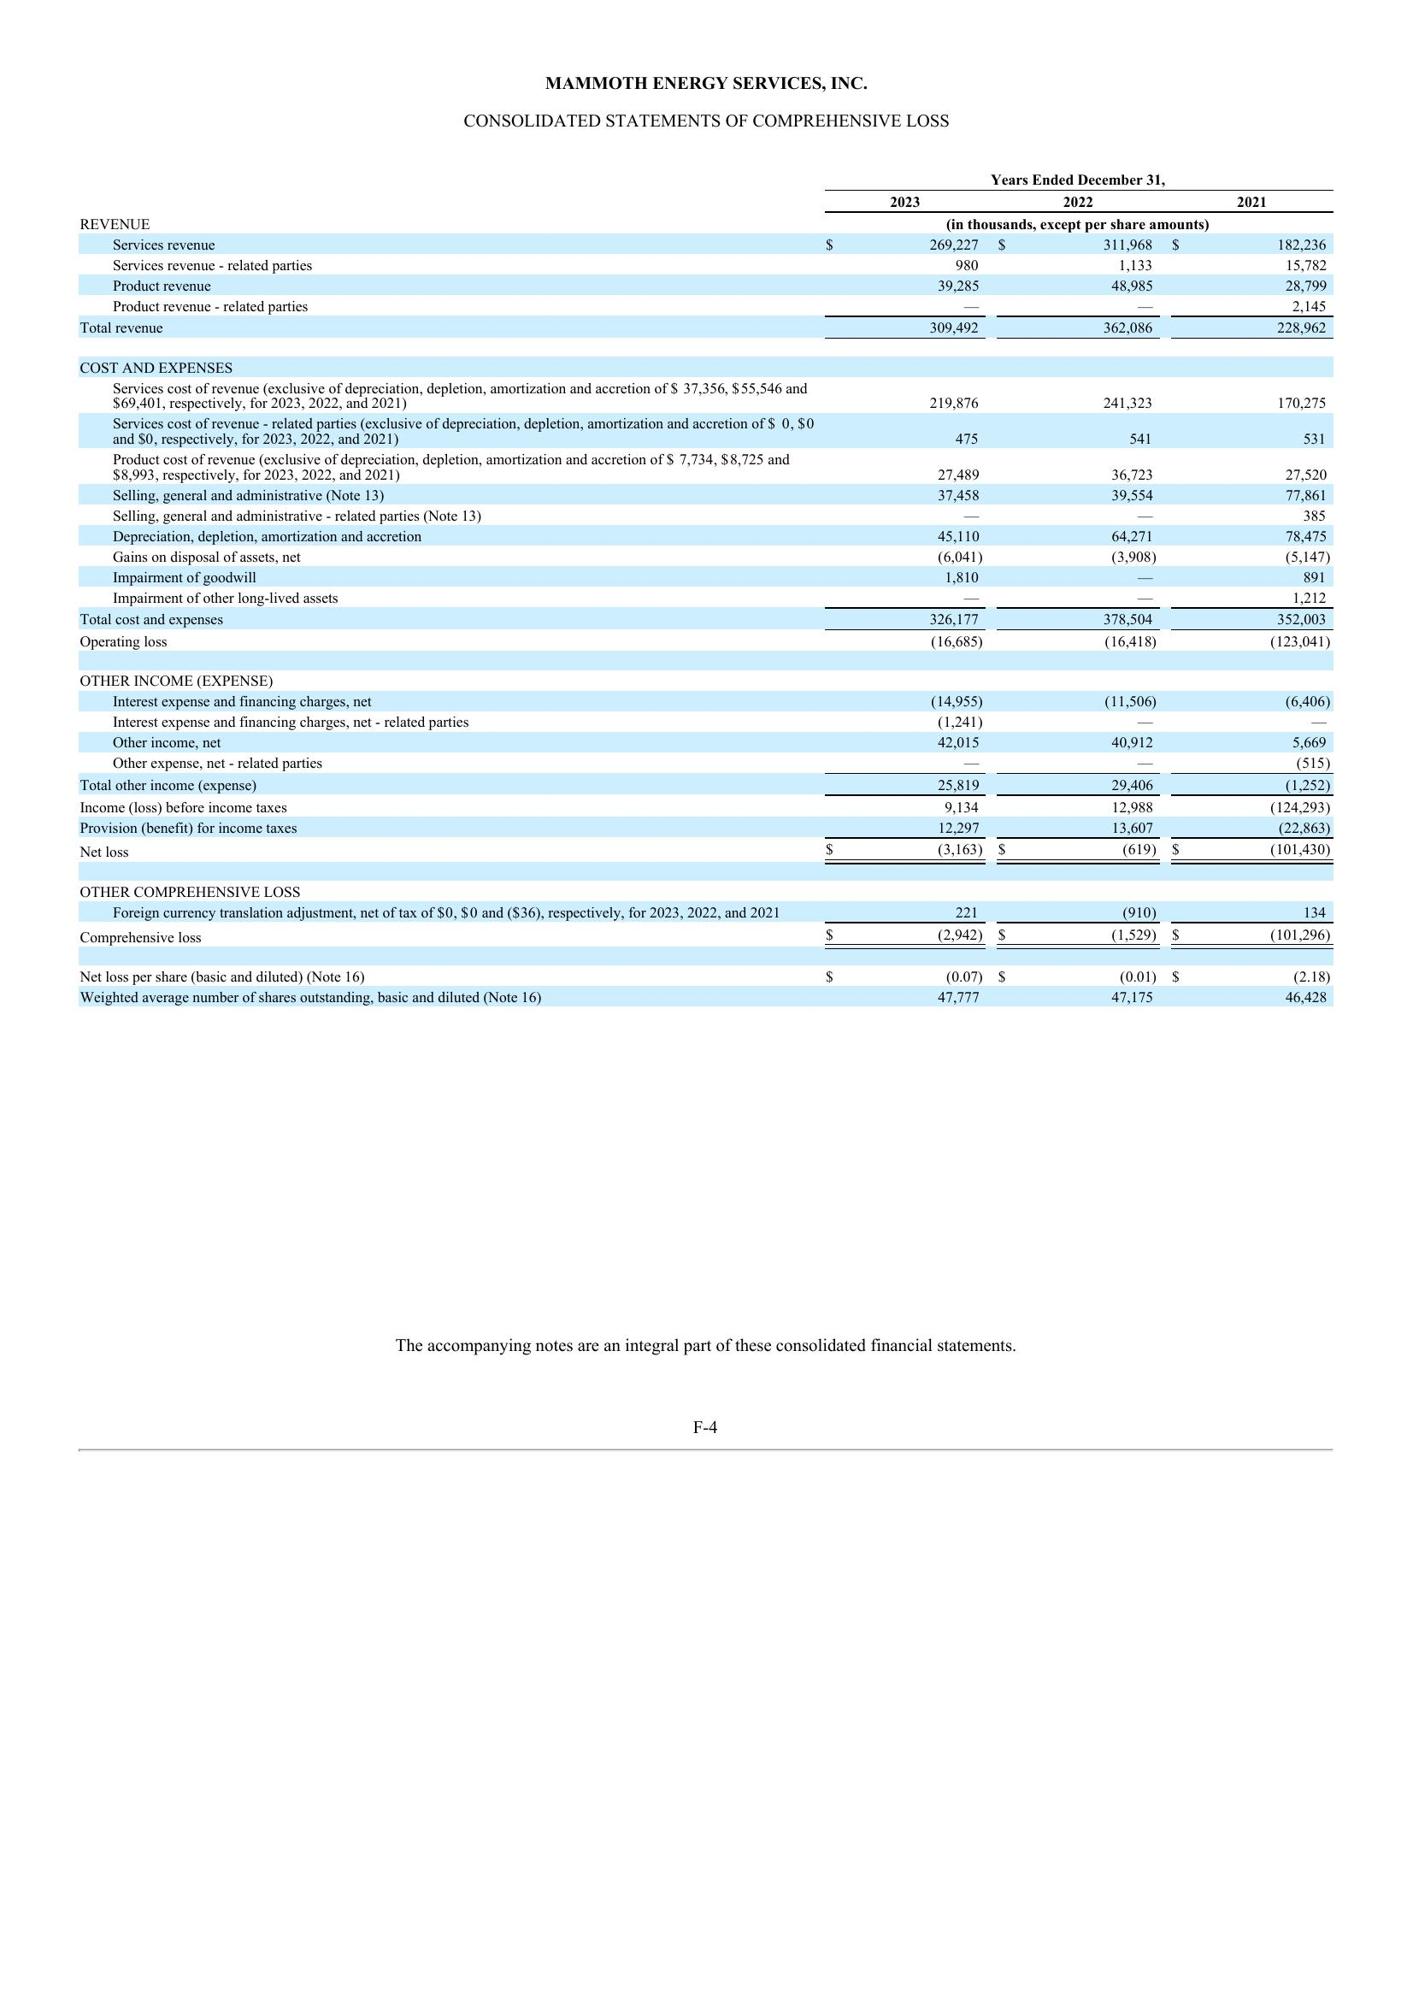 MAMMOTH ENERGY SERVICES, INC.
CONSOLIDATED STATEMENTS OF COMPREHENSIVE LOSS
Years Ended December 31,
2023 2022 2021
REVENUE (in thousands, except per share amounts)
Services revenue $ 269,227 $ 311,968 $ 182,236
Services revenue - related parties 980 1,133 15,782
Product revenue 39,285 48,985 28,799
Product revenue - related parties — — 2,145
Total revenue 309,492 362,086 228,962
COST AND EXPENSES
Services cost of revenue (exclusive of depreciation, depletion, amortization and accretion of $ 37,356, $55,546 and
$69,401, respectively, for 2023, 2022, and 2021) 219,876 241,323 170,275
Services cost of revenue - related parties (exclusive of depreciation, depletion, amortization and accretion of $ 0, $0
and $0, respectively, for 2023, 2022, and 2021) 475 541 531
Product cost of revenue (exclusive of depreciation, depletion, amortization and accretion of $ 7,734, $8,725 and
$8,993, respectively, for 2023, 2022, and 2021) 27,489 36,723 27,520
Selling, general and administrative (Note 13) 37,458 39,554 77,861
Selling, general and administrative - related parties (Note 13) — — 385
Depreciation, depletion, amortization and accretion 45,110 64,271 78,475
Gains on disposal of assets, net (6,041) (3,908) (5,147)
Impairment of goodwill 1,810 — 891
Impairment of other long-lived assets — — 1,212
Total cost and expenses 326,177 378,504 352,003
Operating loss (16,685) (16,418) (123,041)
OTHER INCOME (EXPENSE)
Interest expense and financing charges, net (14,955) (11,506) (6,406)
Interest expense and financing charges, net - related parties (1,241) — —
Other income, net 42,015 40,912 5,669
Other expense, net - related parties — — (515)
Total other income (expense) 25,819 29,406 (1,252)
Income (loss) before income taxes 9,134 12,988 (124,293)
Provision (benefit) for income taxes 12,297 13,607 (22,863)
Net loss $ (3,163) $ (619) $ (101,430)
OTHER COMPREHENSIVE LOSS
Foreign currency translation adjustment, net of tax of $0, $0 and ($36), respectively, for 2023, 2022, and 2021 221 (910) 134
Comprehensive loss $ (2,942) $ (1,529) $ (101,296)
Net loss per share (basic and diluted) (Note 16) $ (0.07) $ (0.01) $ (2.18)
Weighted average number of shares outstanding, basic and diluted (Note 16) 47,777 47,175 46,428
The accompanying notes are an integral part of these consolidated financial statements.
F-4